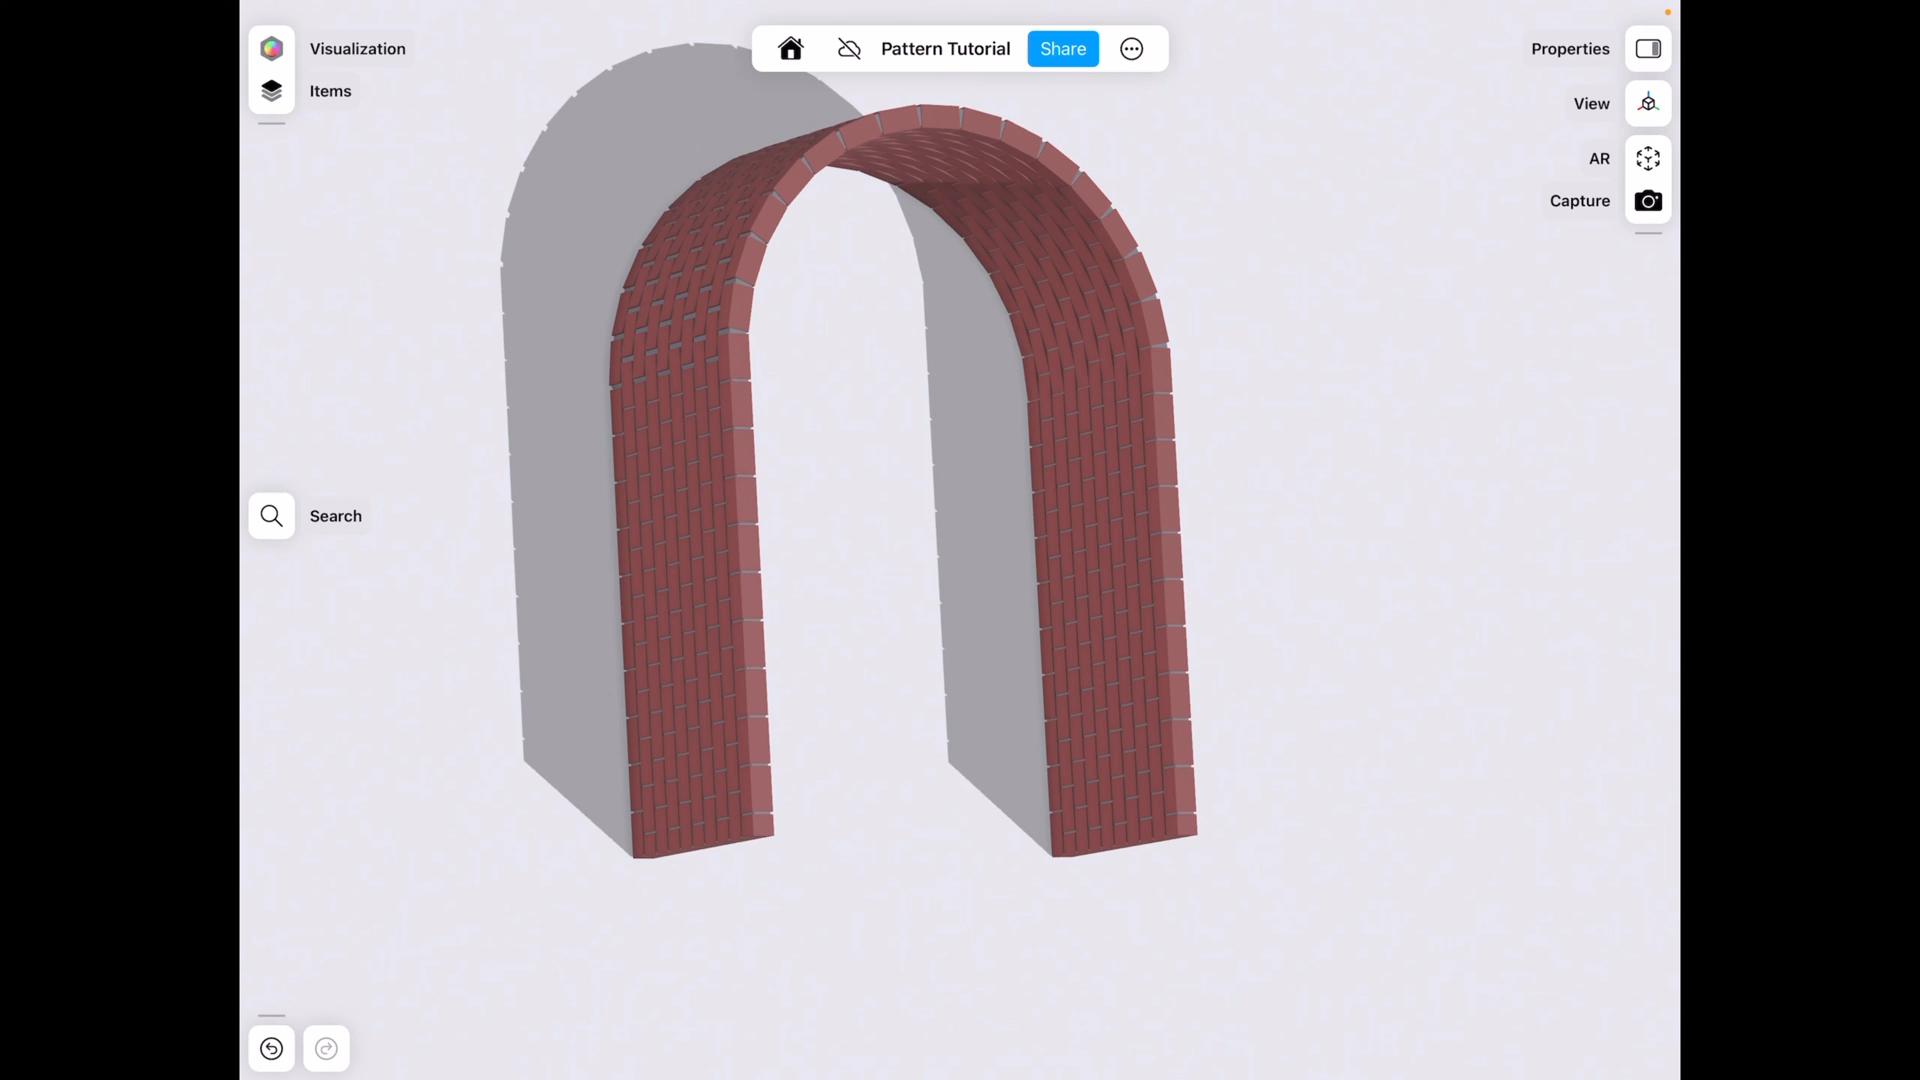 Visualization
Items
Pattern Tutorial
Share
Properties
View
AR
Capture
Search